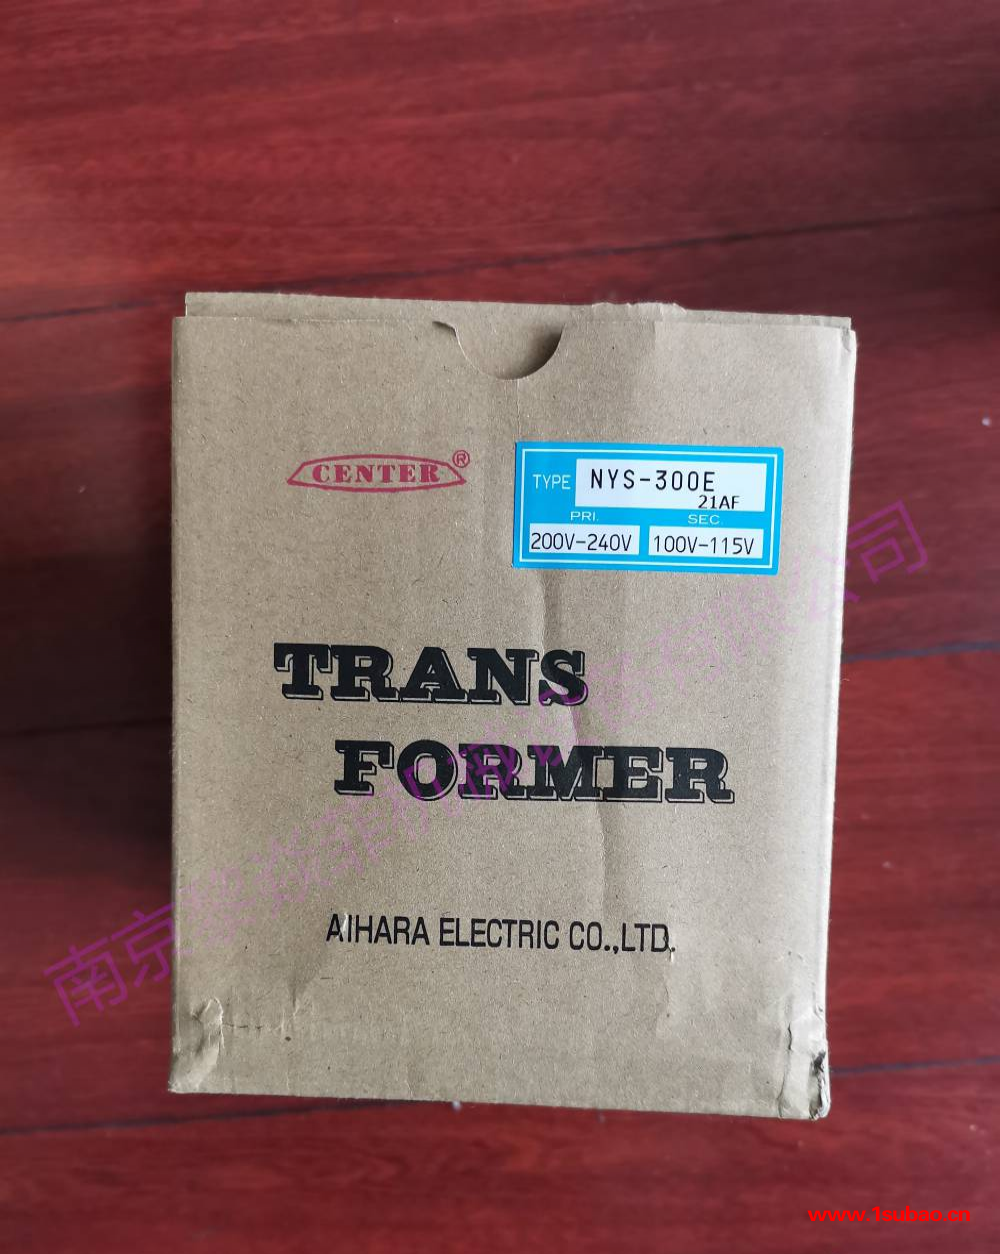 CENTER®
TYPE NYS-300E
21AF
PRI. SEC.
200V-240V 100V-115V
TRANS
FORMER
AIHARA ELECTRIC CO.,LTD.
www.1subao.cn